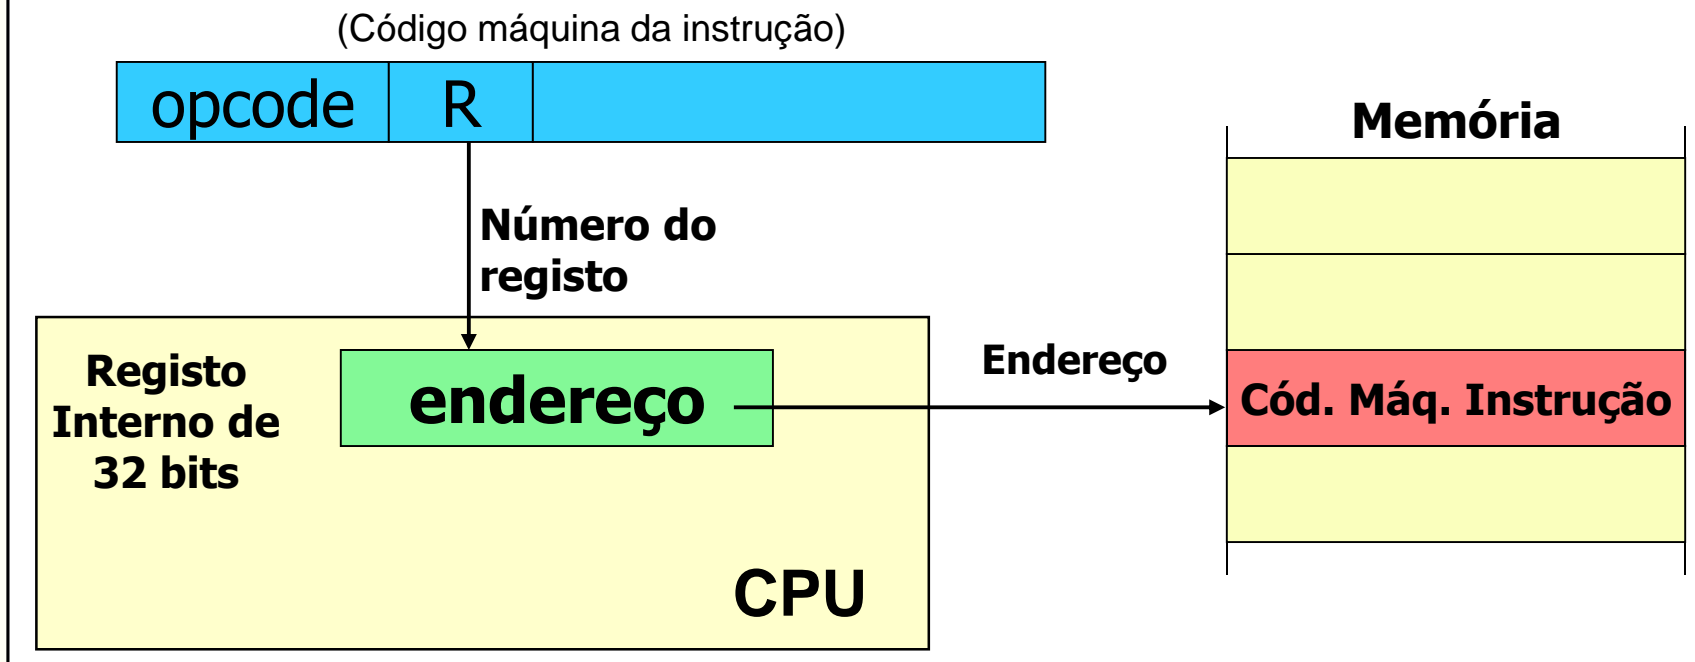 (Código máquina da instrução)
opcode R
Memória
Número do
registo
Registo
Interno de
32 bits
endereço
Endereço
Cód. Máq. Instrução
CPU